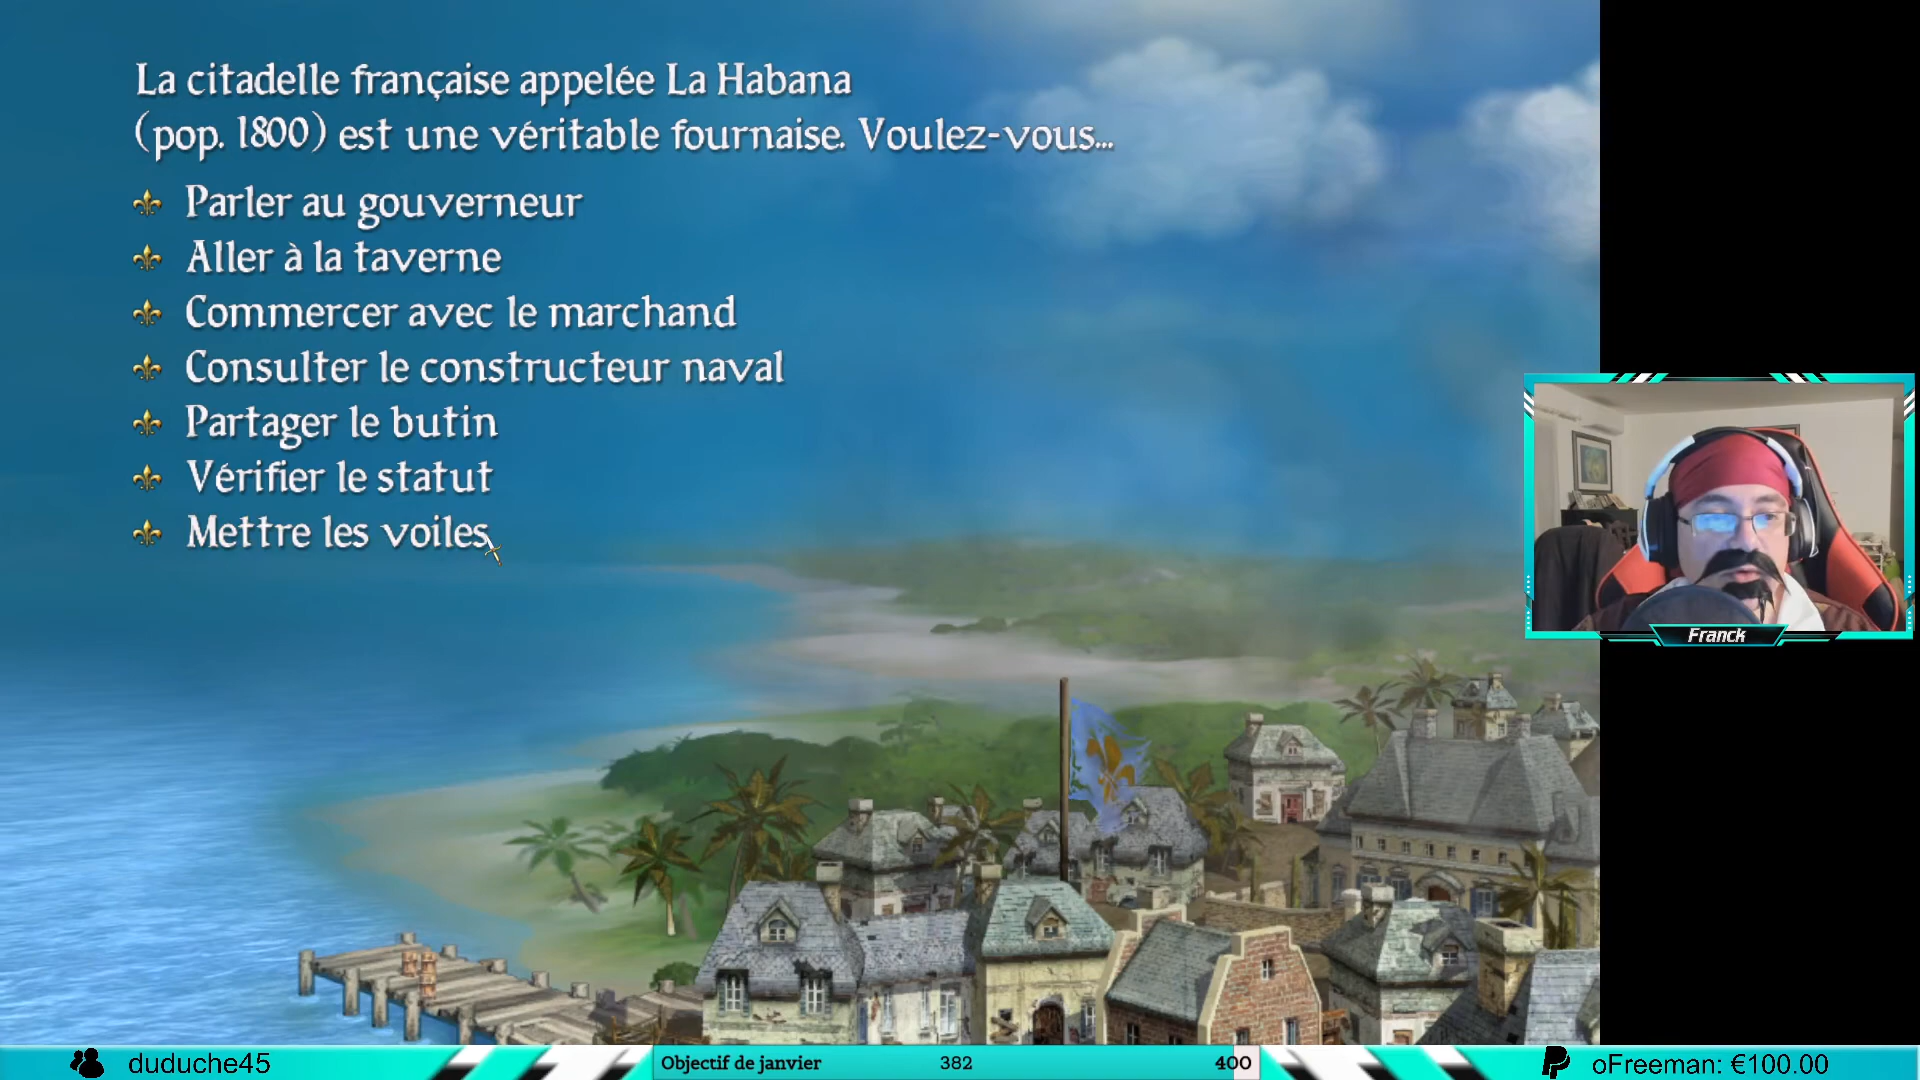 La citadelle française appelée La Habana
(pop. 1800) est une véritable fournaise. Voulez-vous...
Parler au gouverneur
Aller à la taverne
Commercer avec le marchand
Consulter le constructeur naval
Partager le butin
Vérifier le statut
Mettre les voiles
Franck
duduche45
Objectif de janvier 382 400
oFreeman: €100.00